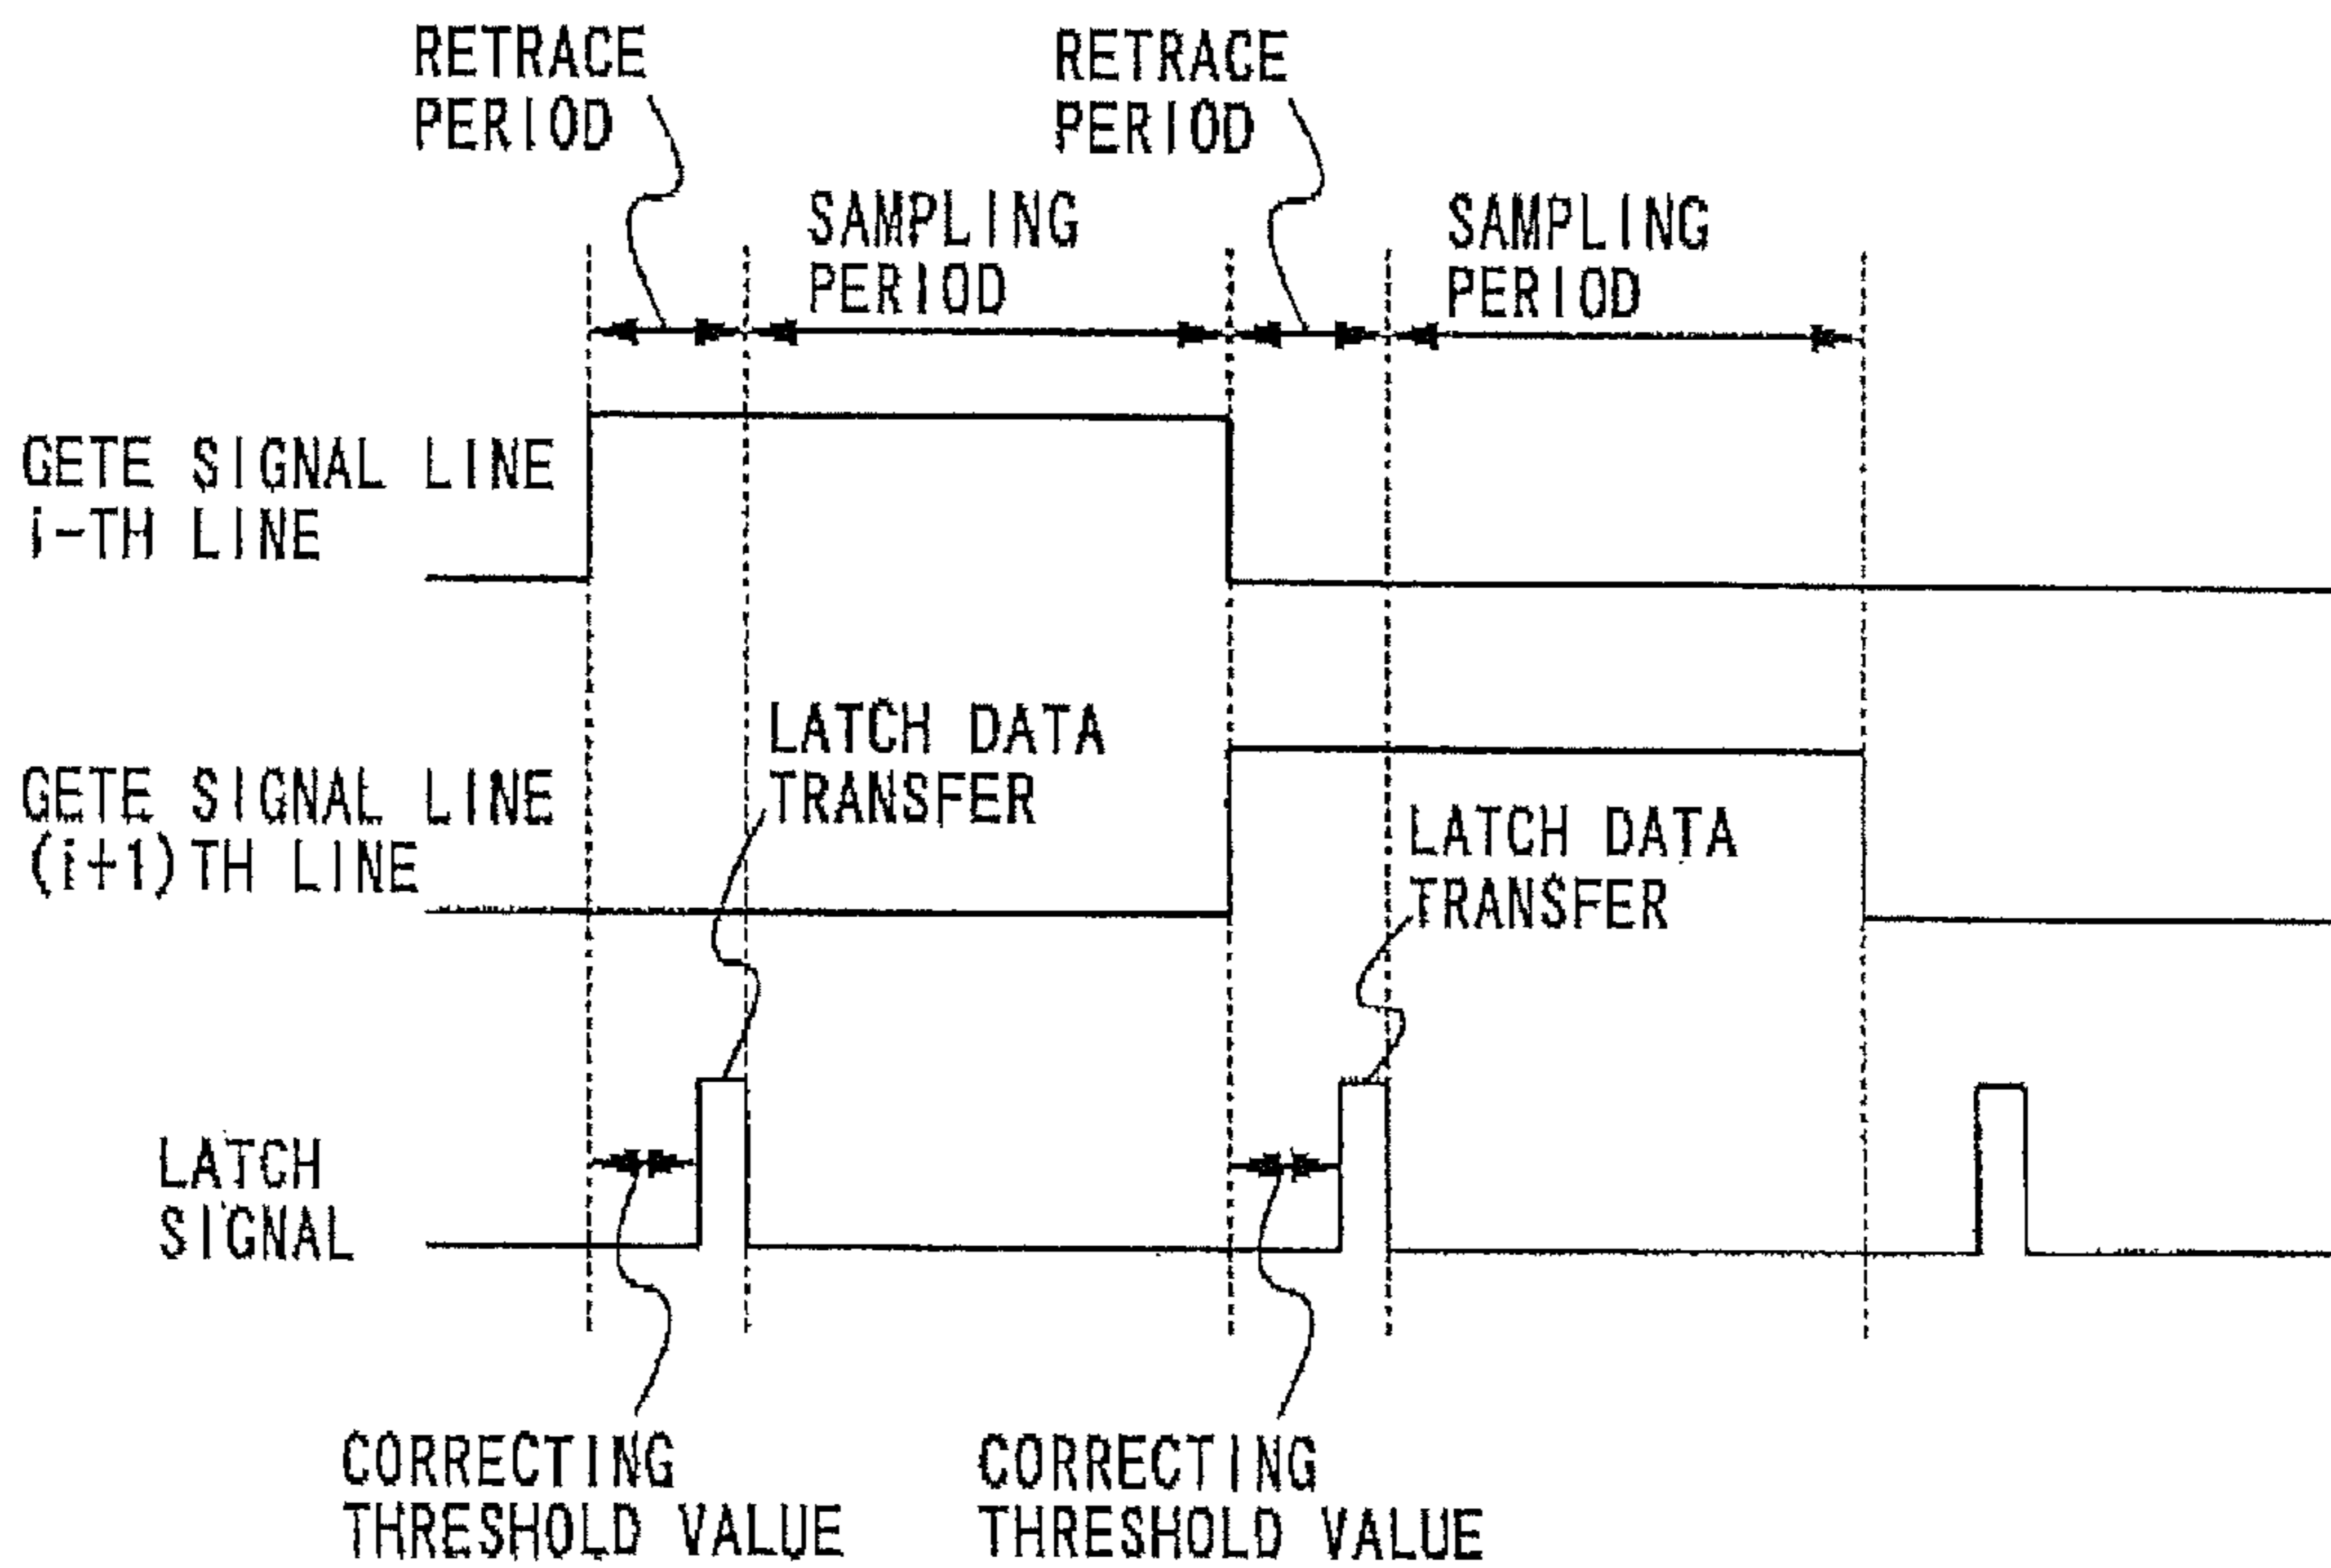 RETRACE
PERIOD
RETRACE
PERIOD
SAMPLING
PERIOD
SAMPLING
PERIOD
GETE SIGNAL LINE
i-TH LINE
LATCH DATA
TRANSFER
GETE SIGNAL LINE
(i+1)TH LINE
LATCH DATA
TRANSFER
LATCH
SIGNAL
CORRECTING
THRESHOLD VALUE
CORRECTING
THRESHOLD VALUE